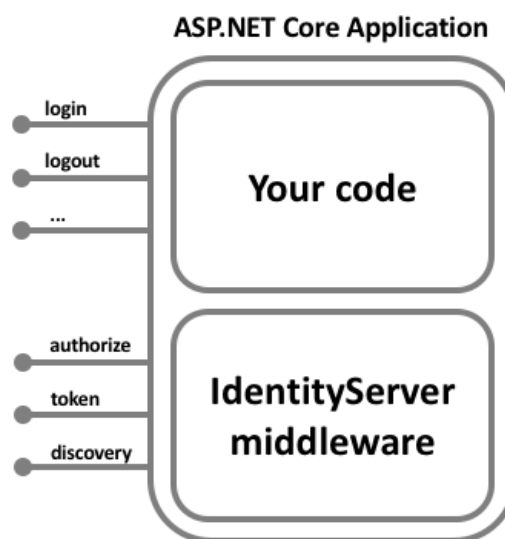 ASP.NET Core Application
login
logout
...
Your code
authorize
token
discovery
IdentityServer
middleware